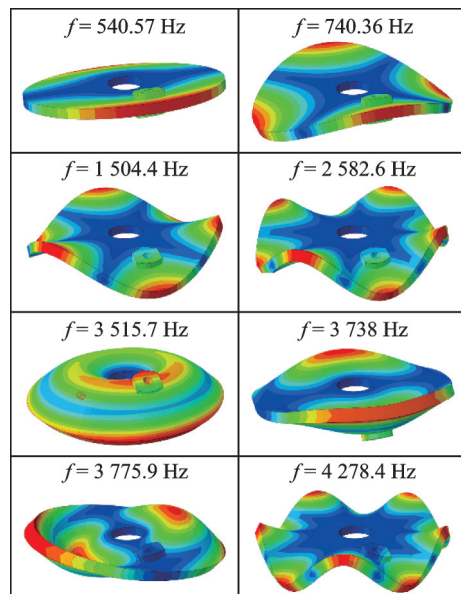 f = 540.57 Hz
f = 740.36 Hz
f = 1 504.4 Hz
f = 2 582.6 Hz
f = 3 515.7 Hz
f = 3 738 Hz
f = 3 775.9 Hz
f = 4 278.4 Hz